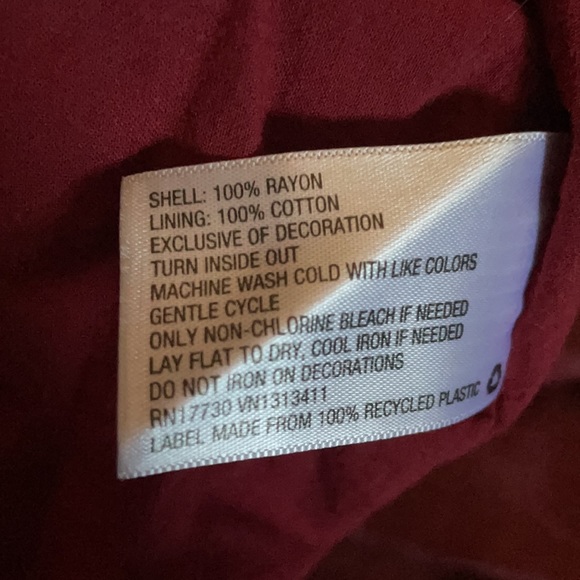 SHELL: 100% RAYON
LINING: 100% COTTON
EXCLUSIVE OF DECORATION
TURN INSIDE OUT
MACHINE WASH COLD WITH LIKE COLORS
GENTLE CYCLE
ONLY NON-CHLORINE BLEACH IF NEEDED
LAY FLAT TO DRY, COOL IRON IF NEEDED
DO NOT IRON ON DECORATIONS
RN17730 VN1313411
LABEL MADE FROM 100% RECYCLED PLASTIC